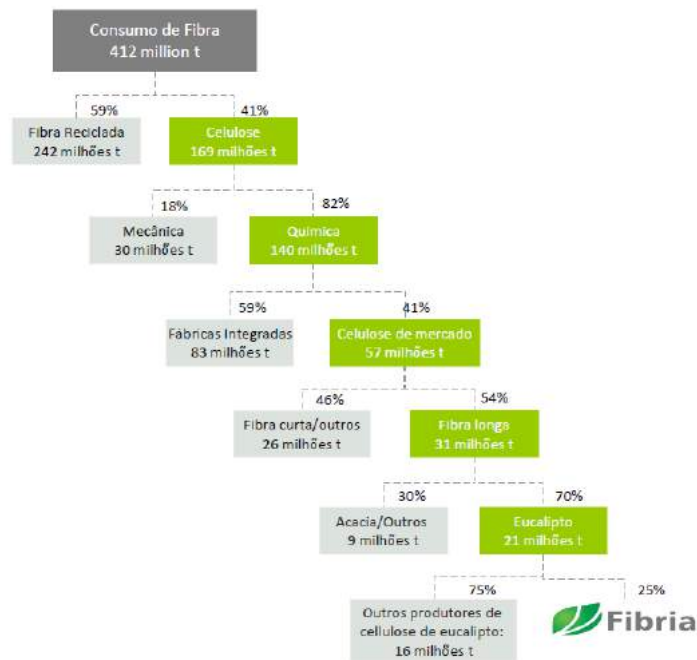 Consumo de Fibra
412 million t
59%
41%
Fibra Reciclada
242 milhões t
Celulose
169 milhões t
18%
82%
Mecânica
30 milhões t
Química
140 milhões t
59%
41%
Fábricas Integradas
83 milhões t
Celulose de mercado
57 milhões t
46%
54%
Fibra curta/outros
26 milhões t
Fibra longa
31 milhões t
30%
70%
Acacia/Outros
9 milhões t
Eucalipto
21 milhões t
75%
25%
Outros produtores de
cellulose de eucalipto:
16 milhões t
Fibria